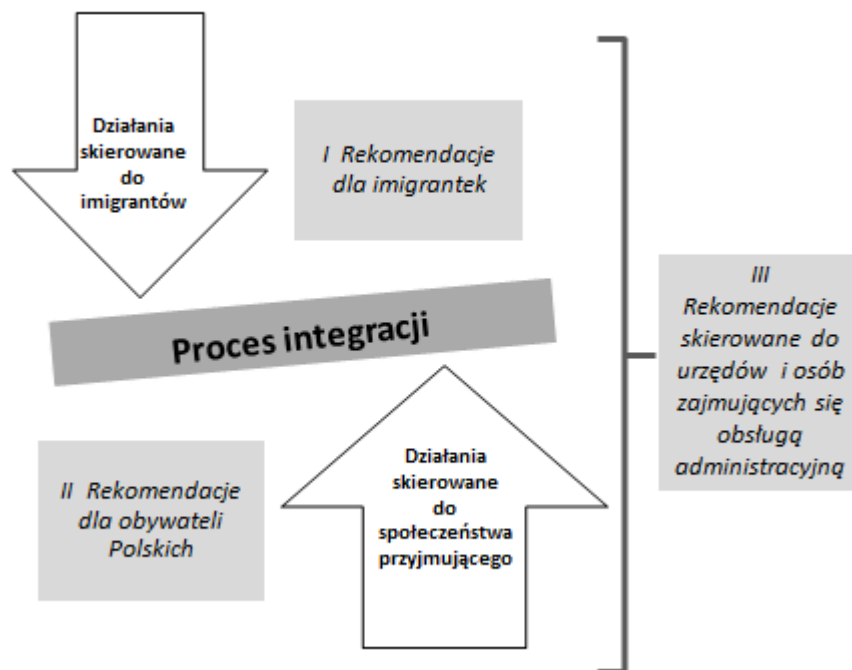 Działania
skierowane
do
imigrantów
I Rekomendacje
dla imigrantek
Proces integracji
II Rekomendacje
dla obywateli
Polskich
Działania
skierowane
do
społeczeństwa
przyjmującego
III
Rekomendacje
skierowane do
urzędów i osób
zajmujących się
obsługą
administracyjną